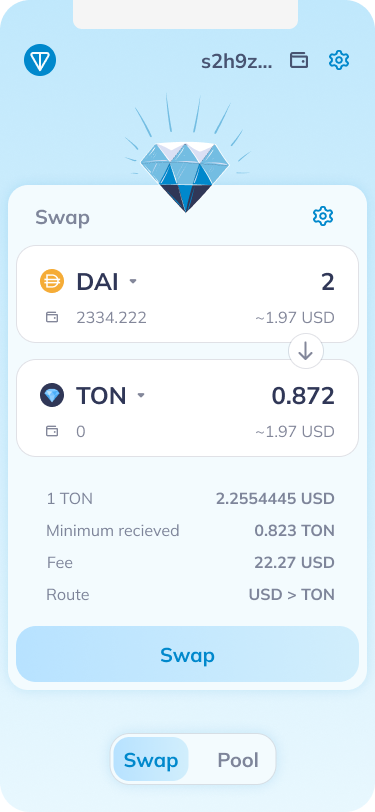 s2h9z...
Swap
DAI 2
2334.222 ~1.97 USD
TON 0.872
0 ~1.97 USD
1 TON 2.2554445 USD
Minimum recieved 0.823 TON
Fee 22.27 USD
Route USD > TON
Swap
Swap Pool